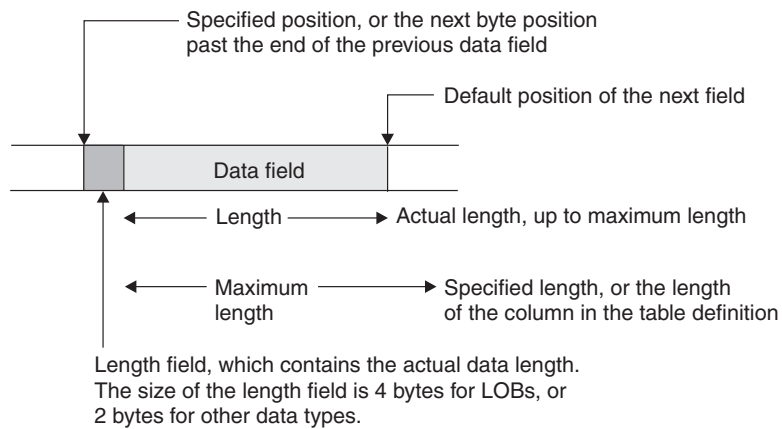 Specified position, or the next byte position
past the end of the previous data field
Default position of the next field
Data field
Length
Actual length, up to maximum length
Maximum
length
Specified length, or the length
of the column in the table definition
Length field, which contains the actual data length.
The size of the length field is 4 bytes for LOBs, or
2 bytes for other data types.